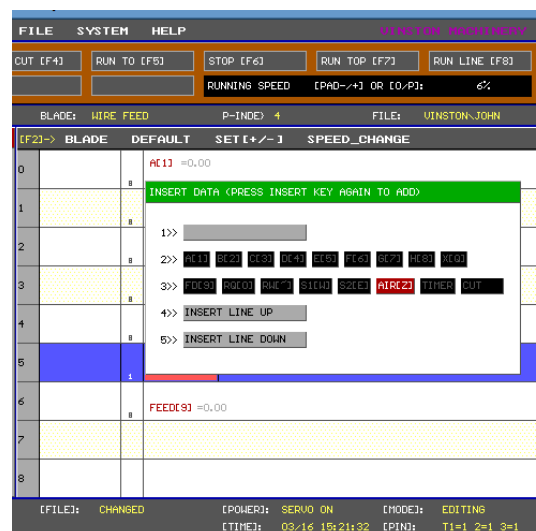 FILE SYSTEM HELP VINSTON MACHINERY
CUT [F4] RUN TO [F5] STOP [F6] RUN TOP [F7] RUN LINE [F8]
RUNNING SPEED [PAD-/+] OR [O/P]: 6%
BLADE: WIRE FEED P-INDE> 4 FILE: VINSTON\JOHN
[F2]-> BLADE DEFAULT SET[+/-] SPEED_CHANGE
0 8 A[1] =0.00
INSERT DATA <PRESS INSERT KEY AGAIN TO ADD>
1 8
1>>
2 8 2>> A[1] B[2] C[3] D[4] E[5] F[6] G[7] H[8] X[Q]
3 8 3>> FD[9] RQ[0] RW[^] S1[W] S2[E] AIR[Z] TIMER CUT
4>> INSERT LINE UP
4 8
5>> INSERT LINE DOWN
5 1
6 8 FEED[9] =0.00
7
8
[FILE]: CHANGED [POWER]: SERVO ON [MODE]: EDITING
[TIME]: 03/16 15:21:32 [PIN]: T1=1 2=1 3=1